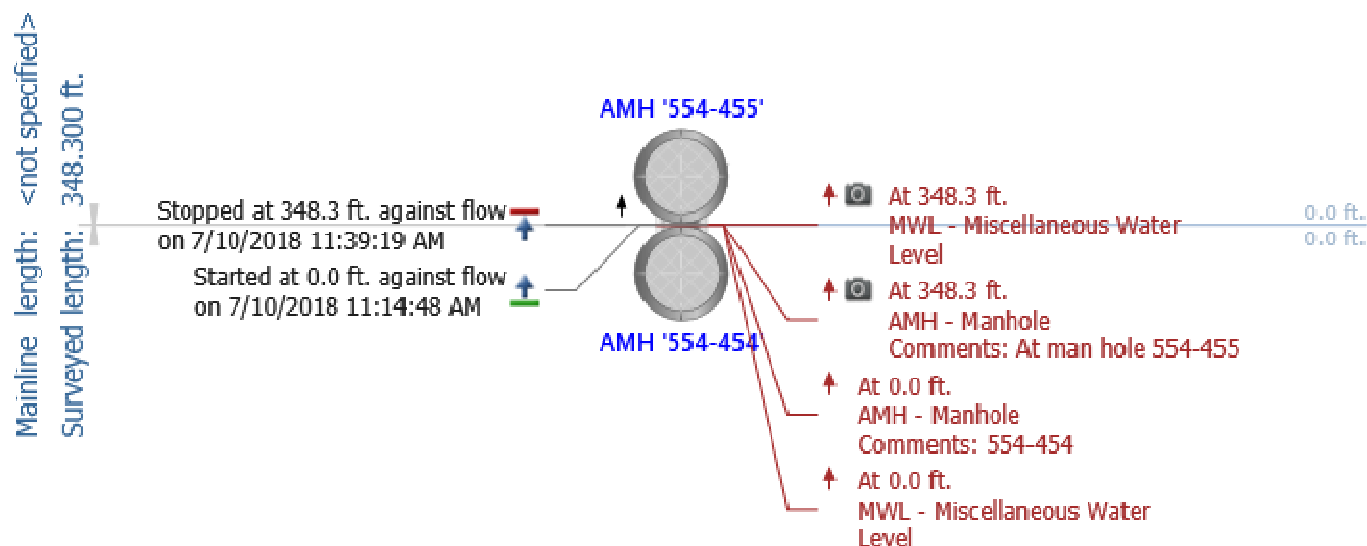 Mainline length: <not specified>
Surveyed length: 348.300 ft.
AMH '554-455'
Stopped at 348.3 ft. against flow
on 7/10/2018 11:39:19 AM
Started at 0.0 ft. against flow
on 7/10/2018 11:14:48 AM
AMH '554-454'
At 348.3 ft.
MWL - Miscellaneous Water
Level
At 348.3 ft.
AMH - Manhole
Comments: At man hole 554-455
At 0.0 ft.
AMH - Manhole
Comments: 554-454
At 0.0 ft.
MWL - Miscellaneous Water
Level
0.0 ft.
0.0 ft.